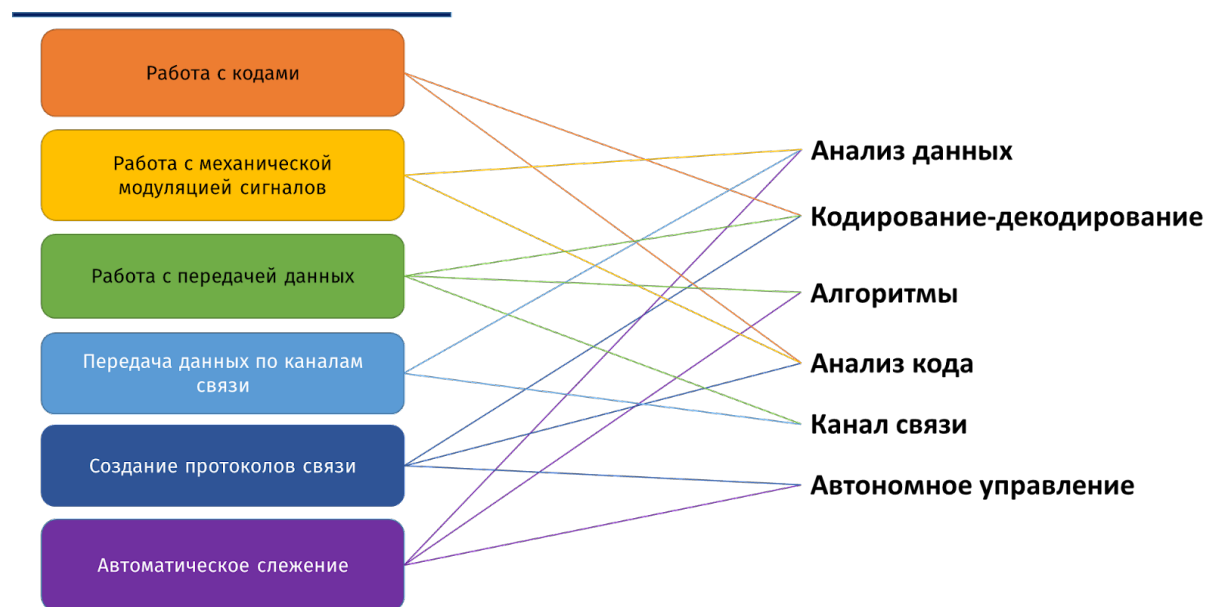 Работа с кодами
Работа с механической
модуляцией сигналов
Работа с передачей данных
Передача данных по каналам
связи
Создание протоколов связи
Автоматическое слежение
Анализ данных
Кодирование-декодирование
Алгоритмы
Анализ кода
Канал связи
Автономное управление